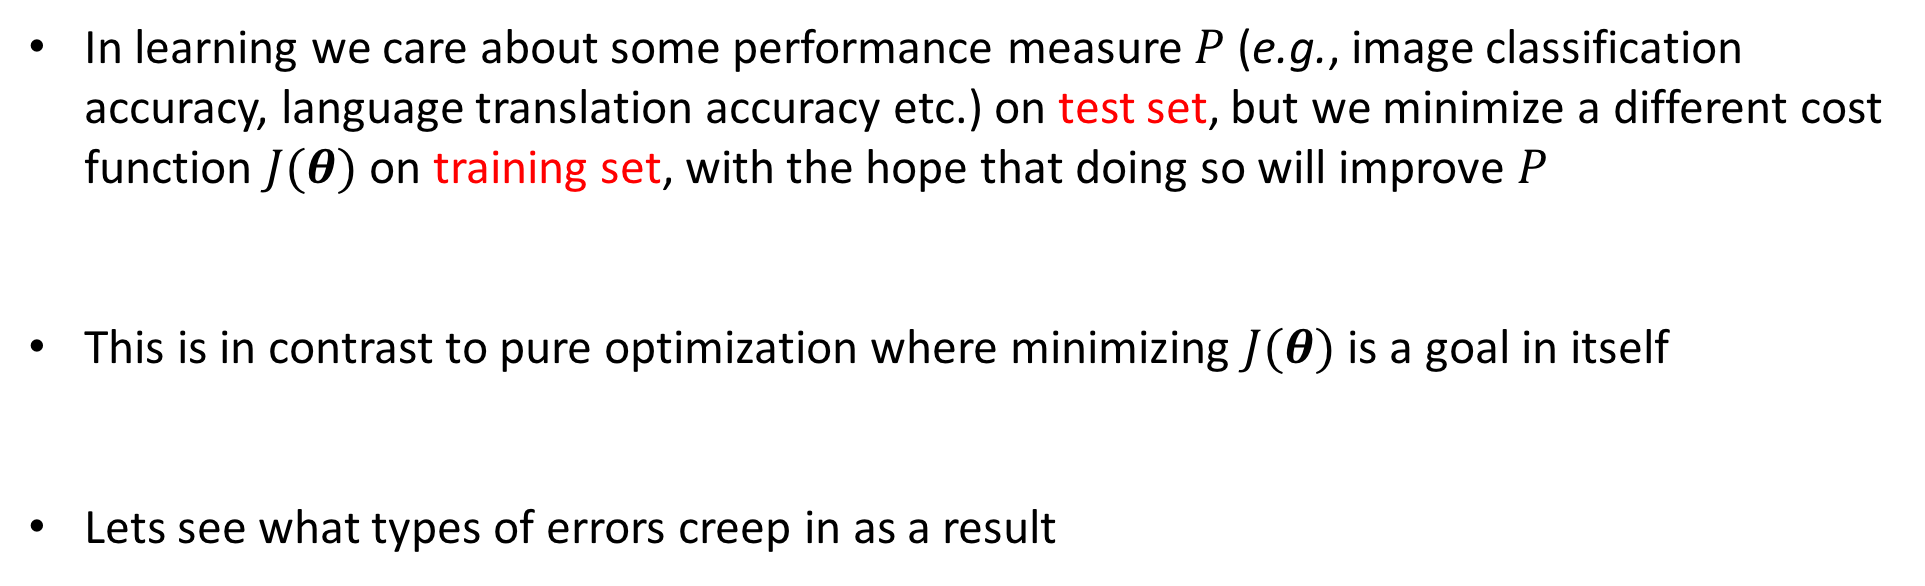 • In learning we care about some performance measure P (e.g., image classification
accuracy, language translation accuracy etc.) on test set, but we minimize a different cost
function J(θ) on training set, with the hope that doing so will improve P
• This is in contrast to pure optimization where minimizing J(θ) is a goal in itself
• Lets see what types of errors creep in as a result